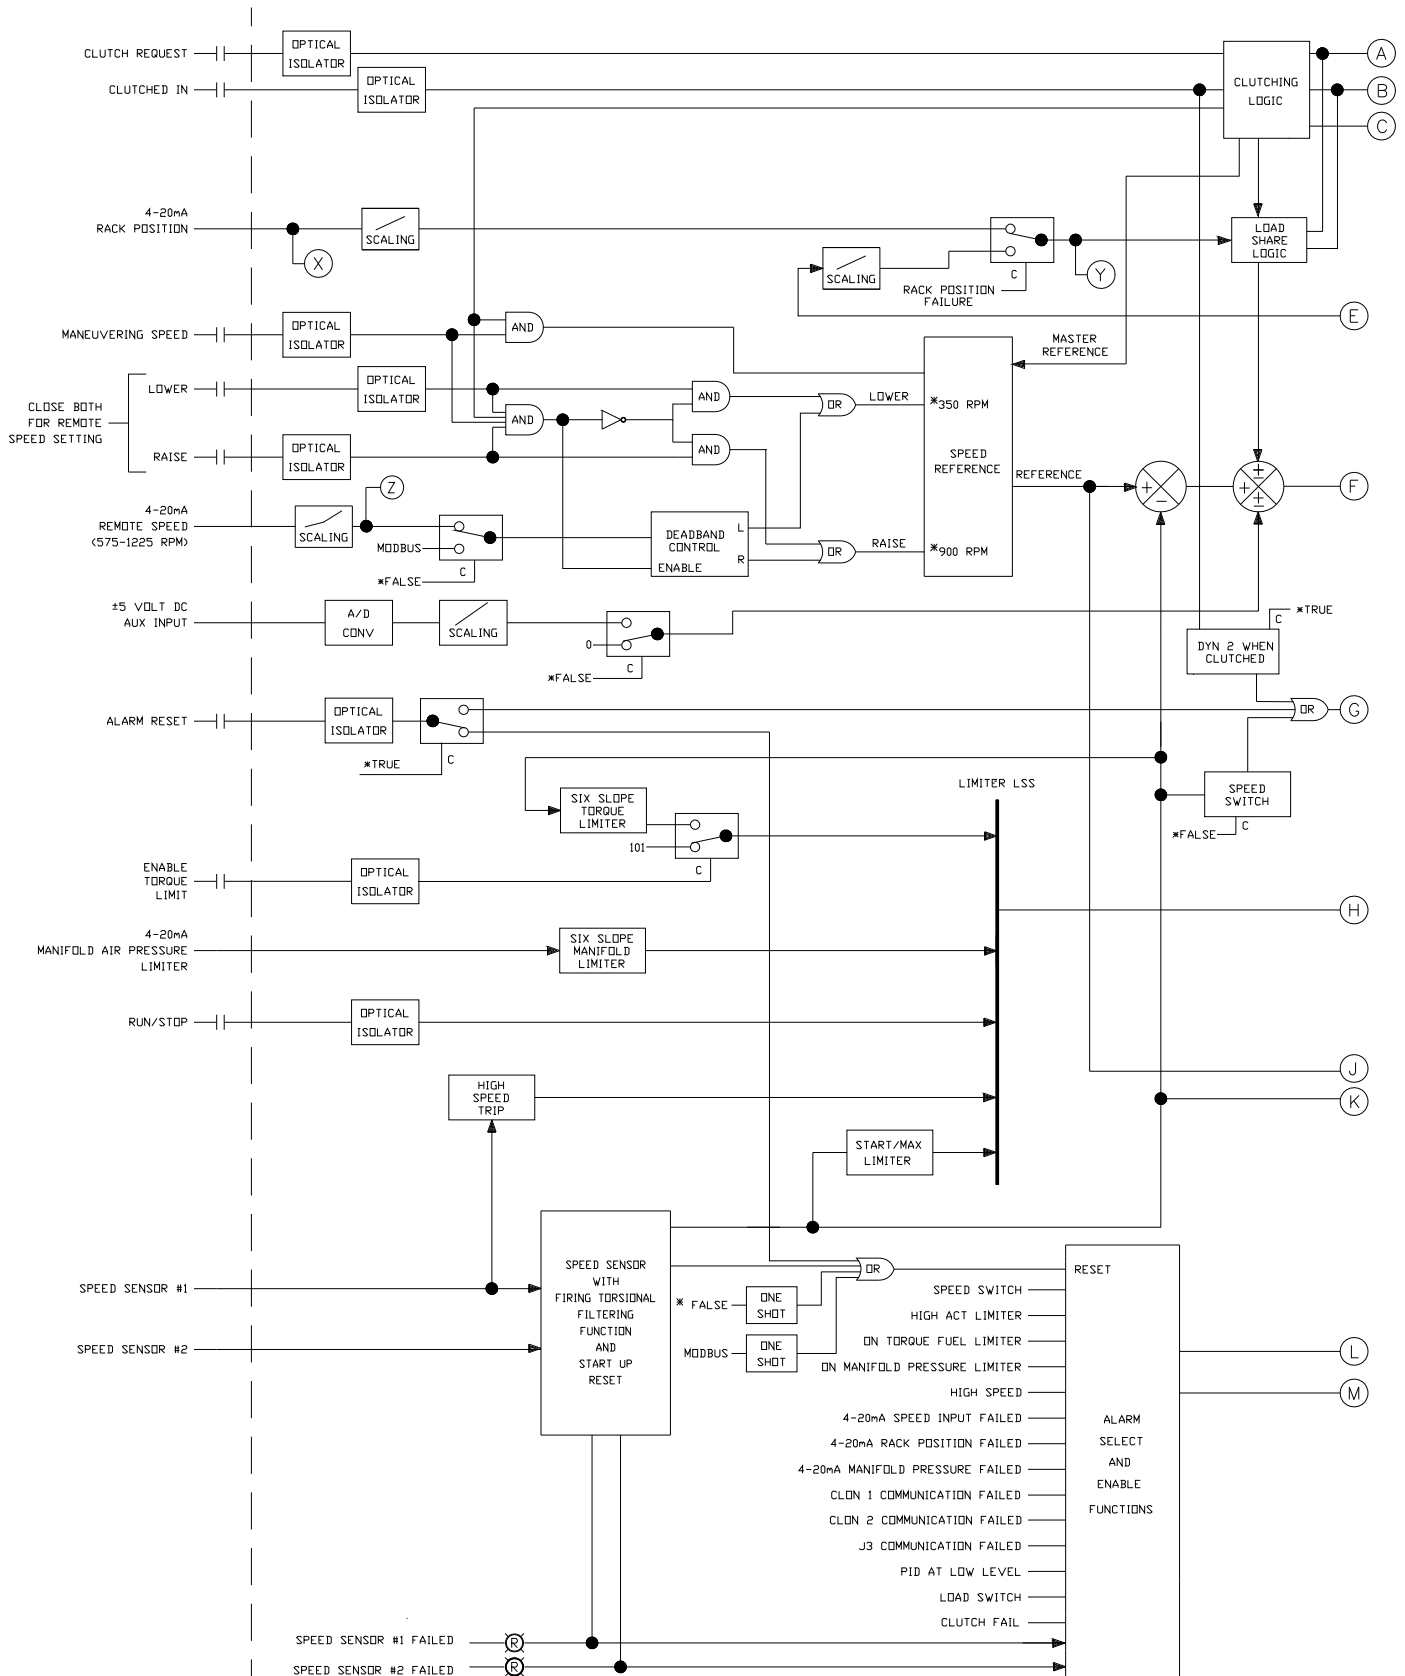 CLUTCH REQUEST
OPTICAL
ISOLATOR
CLUTCHED IN
OPTICAL
ISOLATOR
CLUTCHING
LOGIC
A
B
C
4-20mA
RACK POSITION
X
SCALING
SCALING
C
RACK POSITION
FAILURE
Y
LOAD
SHARE
LOGIC
E
MANEUVERING SPEED
OPTICAL
ISOLATOR
AND
MASTER
REFERENCE
CLOSE BOTH
FOR REMOTE
SPEED SETTING
LOWER
OPTICAL
ISOLATOR
AND
AND
OR
LOWER
*350 RPM
RAISE
OPTICAL
ISOLATOR
AND
SPEED
REFERENCE
REFERENCE
+
−
±
+
±
F
4-20mA
REMOTE SPEED
(575-1225 RPM)
SCALING
Z
MODBUS
C
*FALSE
DEADBAND
CONTROL
ENABLE
L
R
OR
RAISE
*900 RPM
±5 VOLT DC
AUX INPUT
A/D
CONV
SCALING
0
C
*FALSE
*TRUE
C
DYN 2 WHEN
CLUTCHED
ALARM RESET
OPTICAL
ISOLATOR
*TRUE
C
OR
G
LIMITER LSS
SPEED
SWITCH
*FALSE
C
SIX SLOPE
TORQUE
LIMITER
101
C
ENABLE
TORQUE
LIMIT
OPTICAL
ISOLATOR
H
4-20mA
MANIFOLD AIR PRESSURE
LIMITER
SIX SLOPE
MANIFOLD
LIMITER
RUN/STOP
OPTICAL
ISOLATOR
HIGH
SPEED
TRIP
J
K
START/MAX
LIMITER
SPEED SENSOR #1
SPEED SENSOR #2
SPEED SENSOR
WITH
FIRING TORSIONAL
FILTERING
FUNCTION
AND
START UP
RESET
* FALSE
ONE
SHOT
MODBUS
ONE
SHOT
OR
RESET
SPEED SWITCH
HIGH ACT LIMITER
ON TORQUE FUEL LIMITER
ON MANIFOLD PRESSURE LIMITER
HIGH SPEED
4-20mA SPEED INPUT FAILED
4-20mA RACK POSITION FAILED
4-20mA MANIFOLD PRESSURE FAILED
CLON 1 COMMUNICATION FAILED
CLON 2 COMMUNICATION FAILED
J3 COMMUNICATION FAILED
PID AT LOW LEVEL
LOAD SWITCH
CLUTCH FAIL
ALARM
SELECT
AND
ENABLE
FUNCTIONS
L
M
SPEED SENSOR #1 FAILED
R
SPEED SENSOR #2 FAILED
R